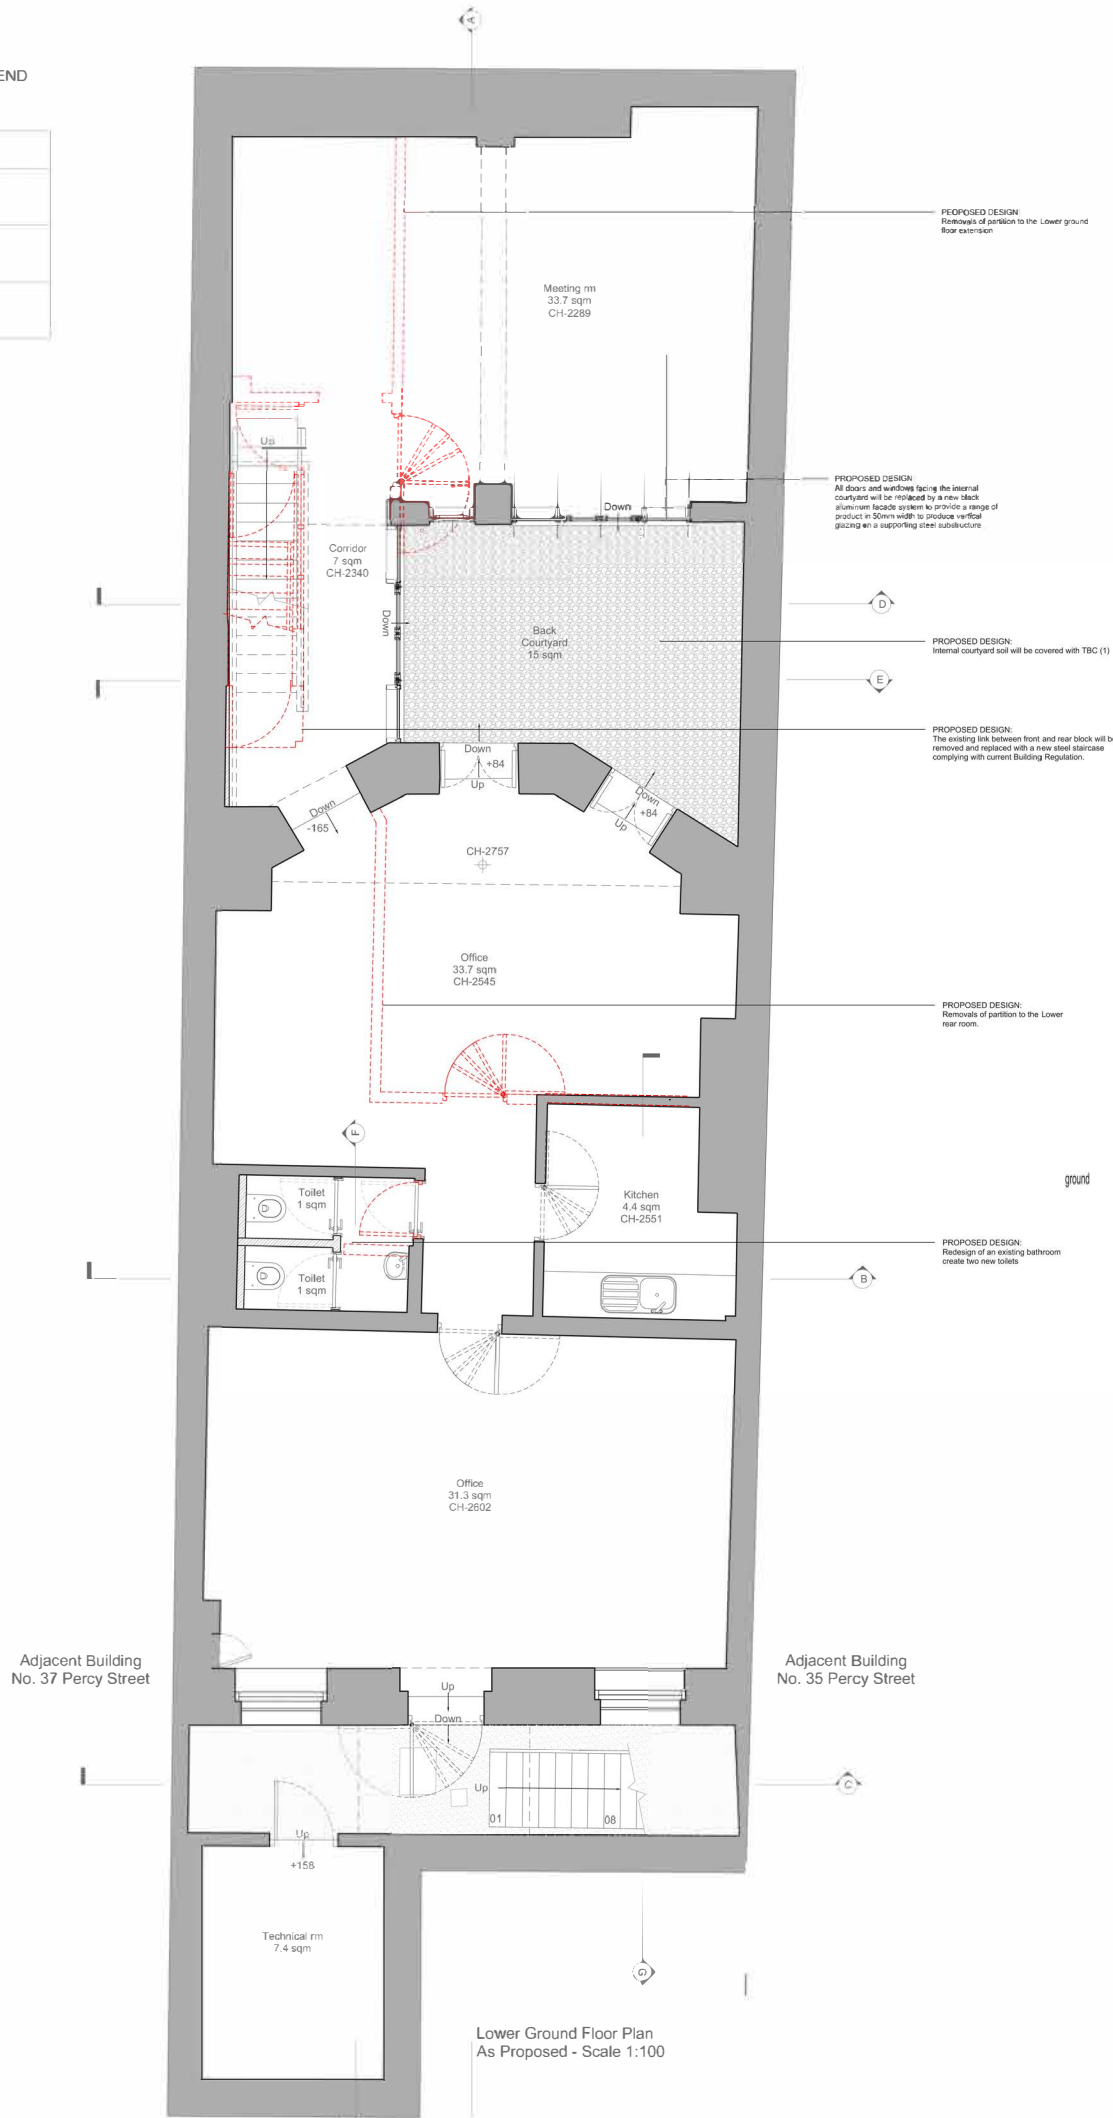 END
A
PEOPOSED DESIGN
Removals of partition to the Lower ground
floor extension
Meeting rm
33.7 sqm
CH-2289
Up
PROPOSED DESIGN
All doors and windows facing the internal
courtyard will be replaced by a new black
aluminum facade system to provide a range of
product in 50mm width to produce vertical
glazing on a supporting steel substructure
Down
Corridor
7 sqm
CH-2340
D
Down
Back
Courtyard
15 sqm
PROPOSED DESIGN:
Internal courtyard soil will be covered with TBC (1)
E
PROPOSED DESIGN:
The existing link between front and rear block will be
removed and replaced with a new steel staircase
complying with current Building Regulation.
Down
+84
Up
Down
+84
Up
Down
-165
CH-2757
Office
33.7 sqm
CH-2545
PROPOSED DESIGN:
Removals of partition to the Lower
rear room.
F
Toilet
1 sqm
Kitchen
4.4 sqm
CH-2551
ground
PROPOSED DESIGN:
Redesign of an existing bathroom
create two new toilets
Toilet
1 sqm
B
Office
31.3 sqm
CH-2602
Adjacent Building
No. 37 Percy Street
Adjacent Building
No. 35 Percy Street
Up
Down
Up
01
08
C
Up
+158
Technical rm
7.4 sqm
G
Lower Ground Floor Plan
As Proposed - Scale 1:100